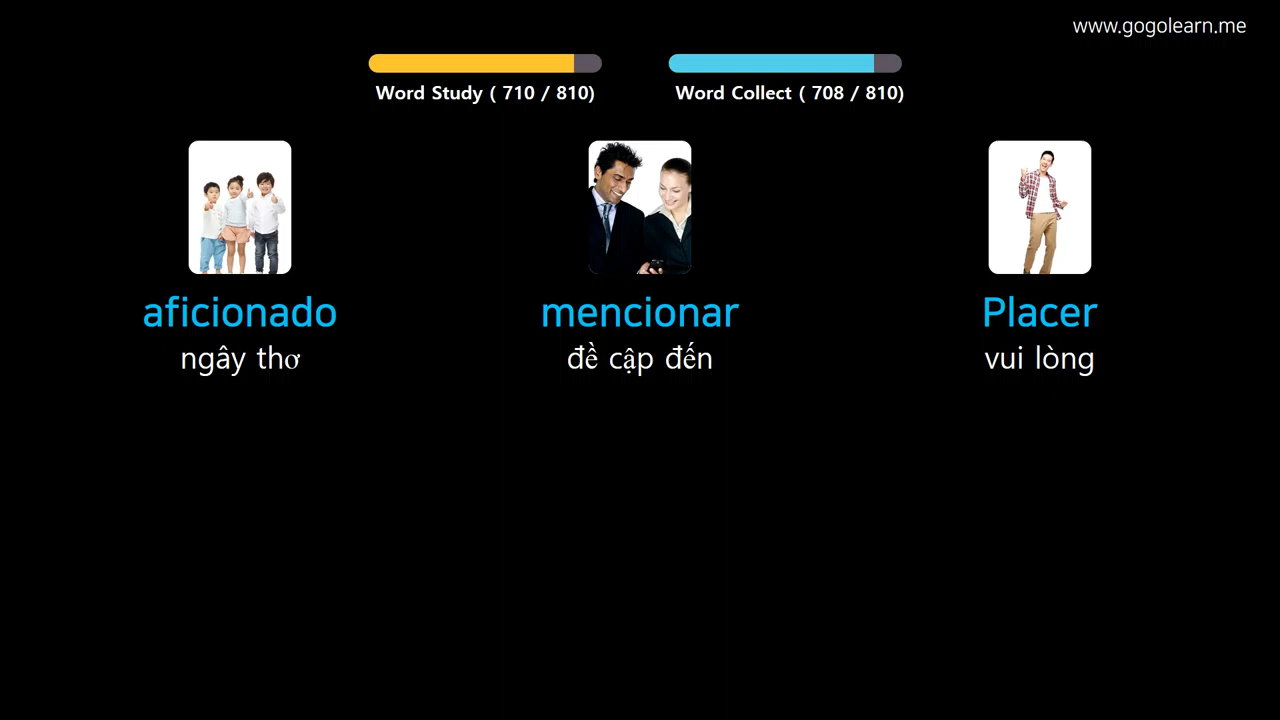 www.gogolearn.me
Word Study ( 710 / 810)
Word Collect ( 708 / 810)
aficionado
ngây thơ
mencionar
đề cập đến
Placer
vui lòng